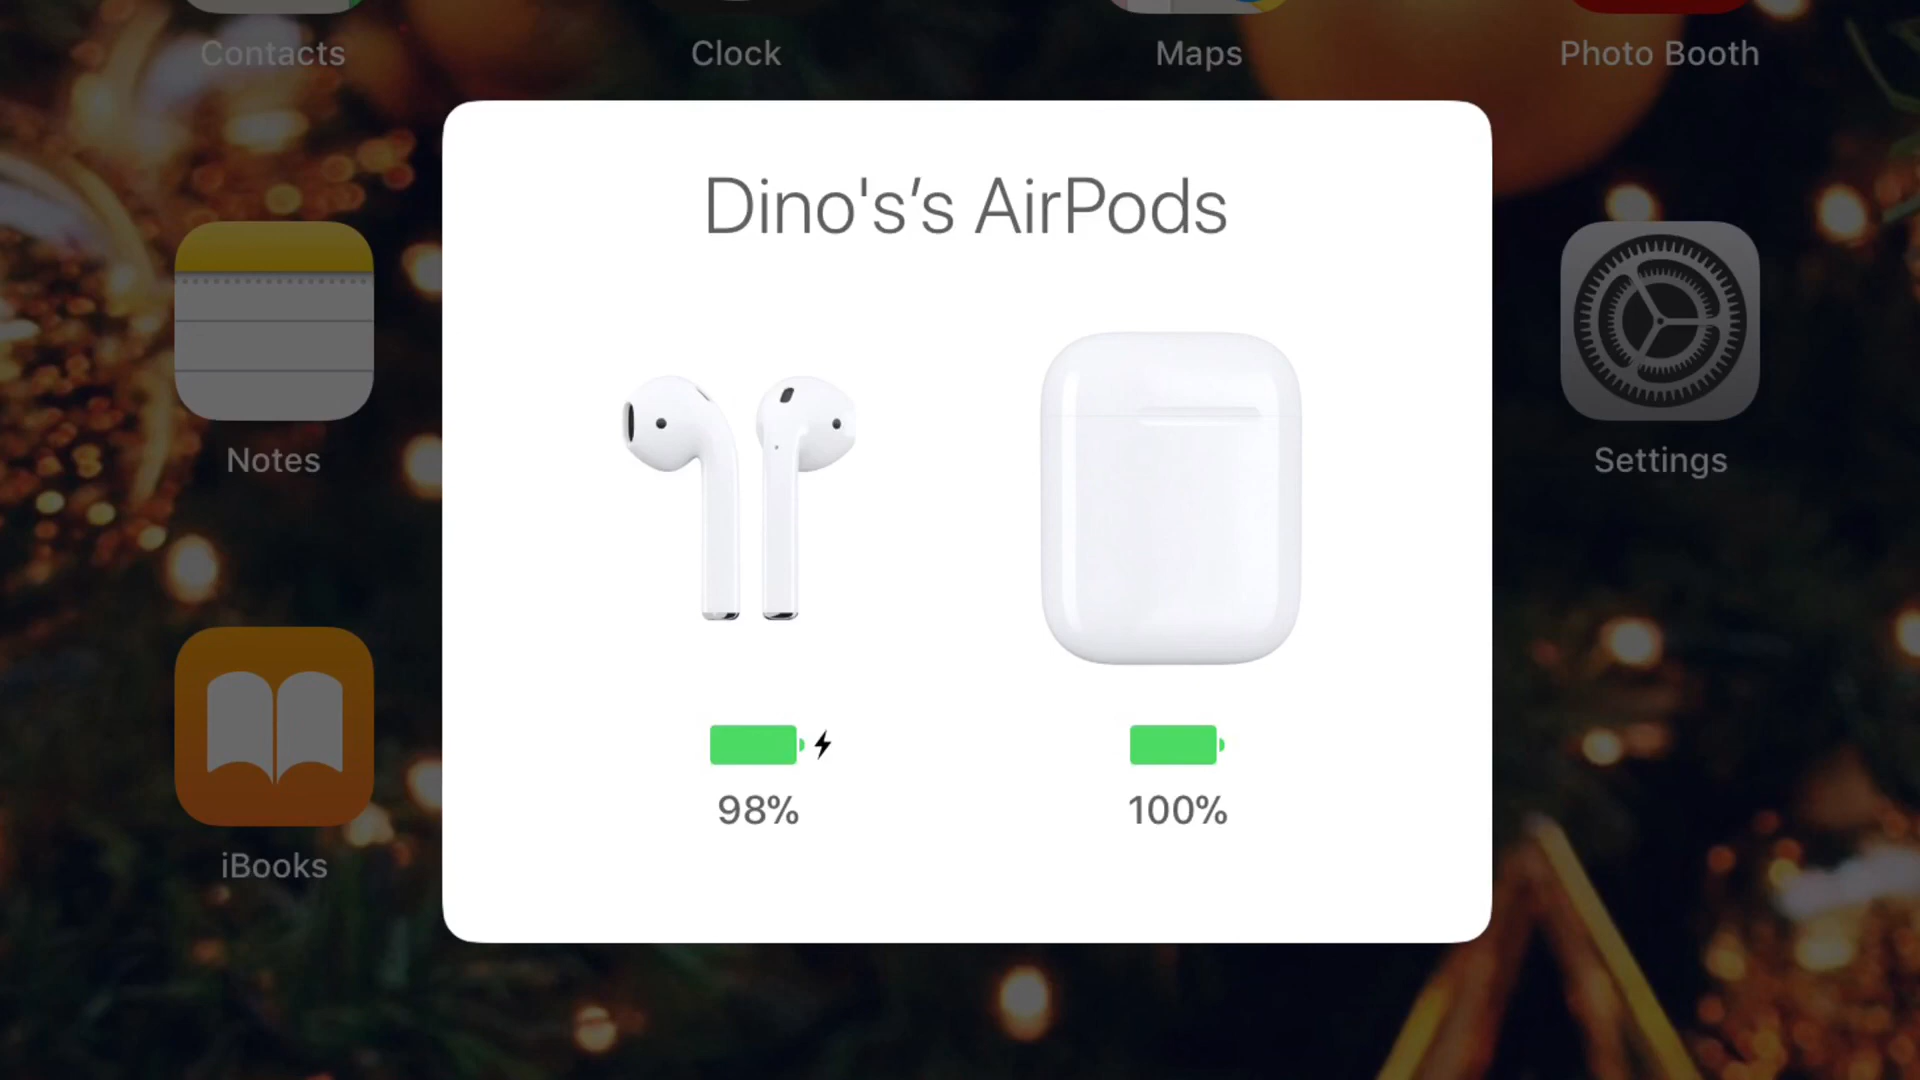 Contacts
Clock
Maps
Photo Booth
Dino's’s AirPods
Notes
Settings
98%
100%
iBooks